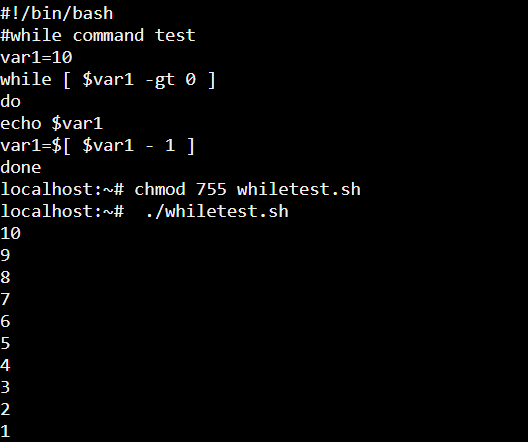 #!/bin/bash
#while command test
var1=10
while [ $var1 -gt 0 ]
do
echo $var1
var1=$[ $var1 - 1 ]
done
localhost:~# chmod 755 whiletest.sh
localhost:~#  ./whiletest.sh
10
9
8
7
6
5
4
3
2
1